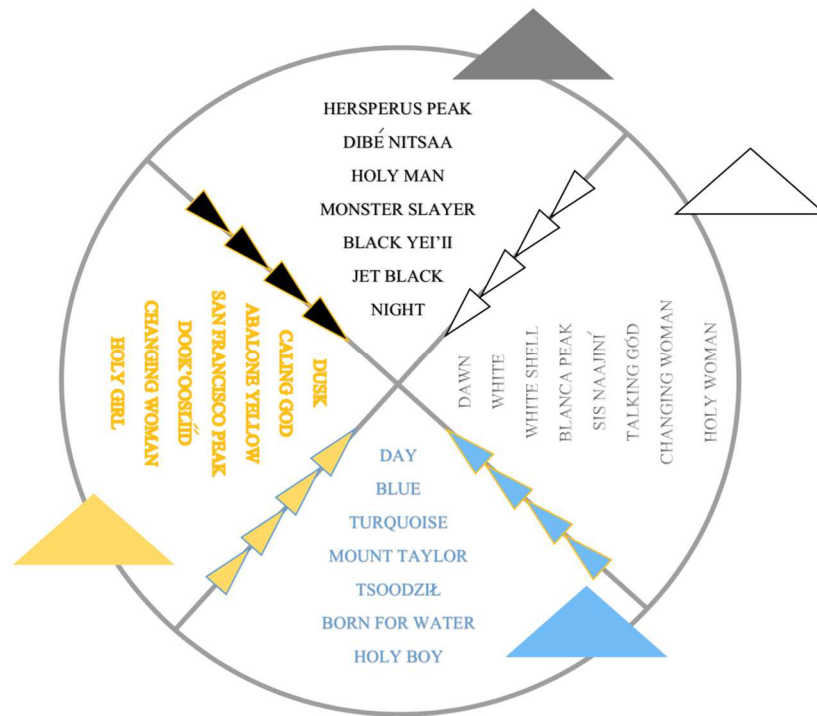 HERSPERUS PEAK
DIBÉ NITSAA
HOLY MAN
MONSTER SLAYER
BLACK YEI’II
JET BLACK
NIGHT
DAWN
WHITE
WHITE SHELL
BLANCA PEAK
SIS NAAJINÍ
TALKING GÓD
CHANGING WOMAN
HOLY WOMAN
DAY
BLUE
TURQUOISE
MOUNT TAYLOR
TSOODZIŁ
BORN FOR WATER
HOLY BOY
DUSK
CALING GOD
ABALONE YELLOW
SAN FRANCISCO PEAK
DOOK’OOSŁÍÍD
CHANGING WOMAN
HOLY GIRL